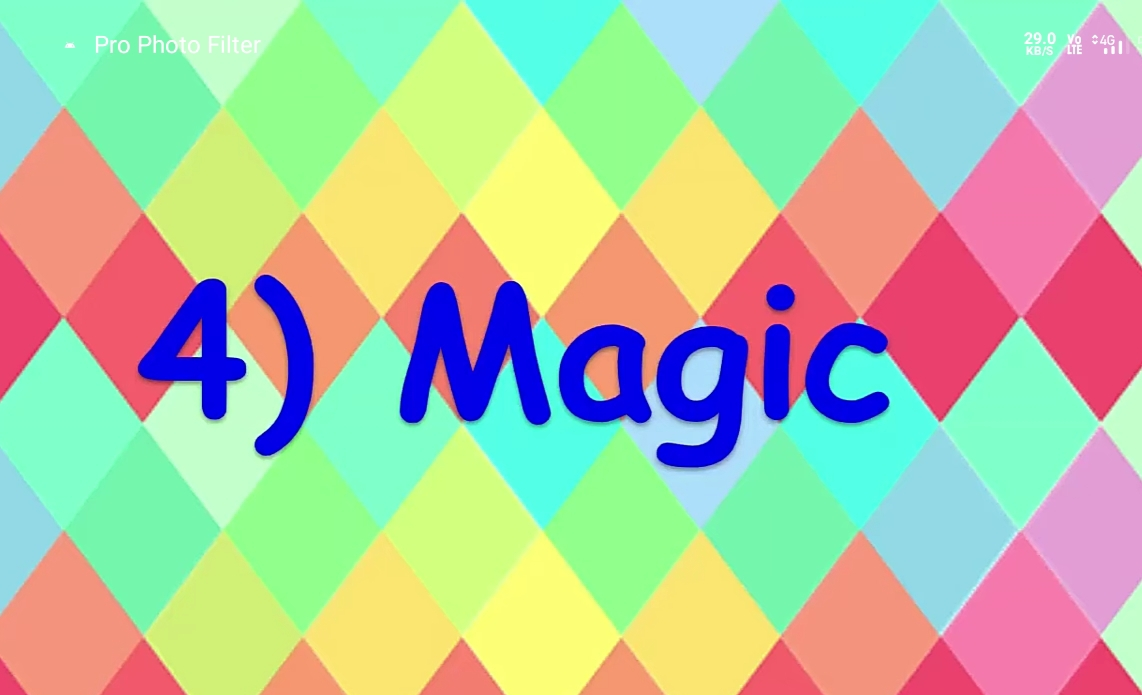 Pro Photo Filter
29.0 Vo 4G
KB/S LTE
4) Magic